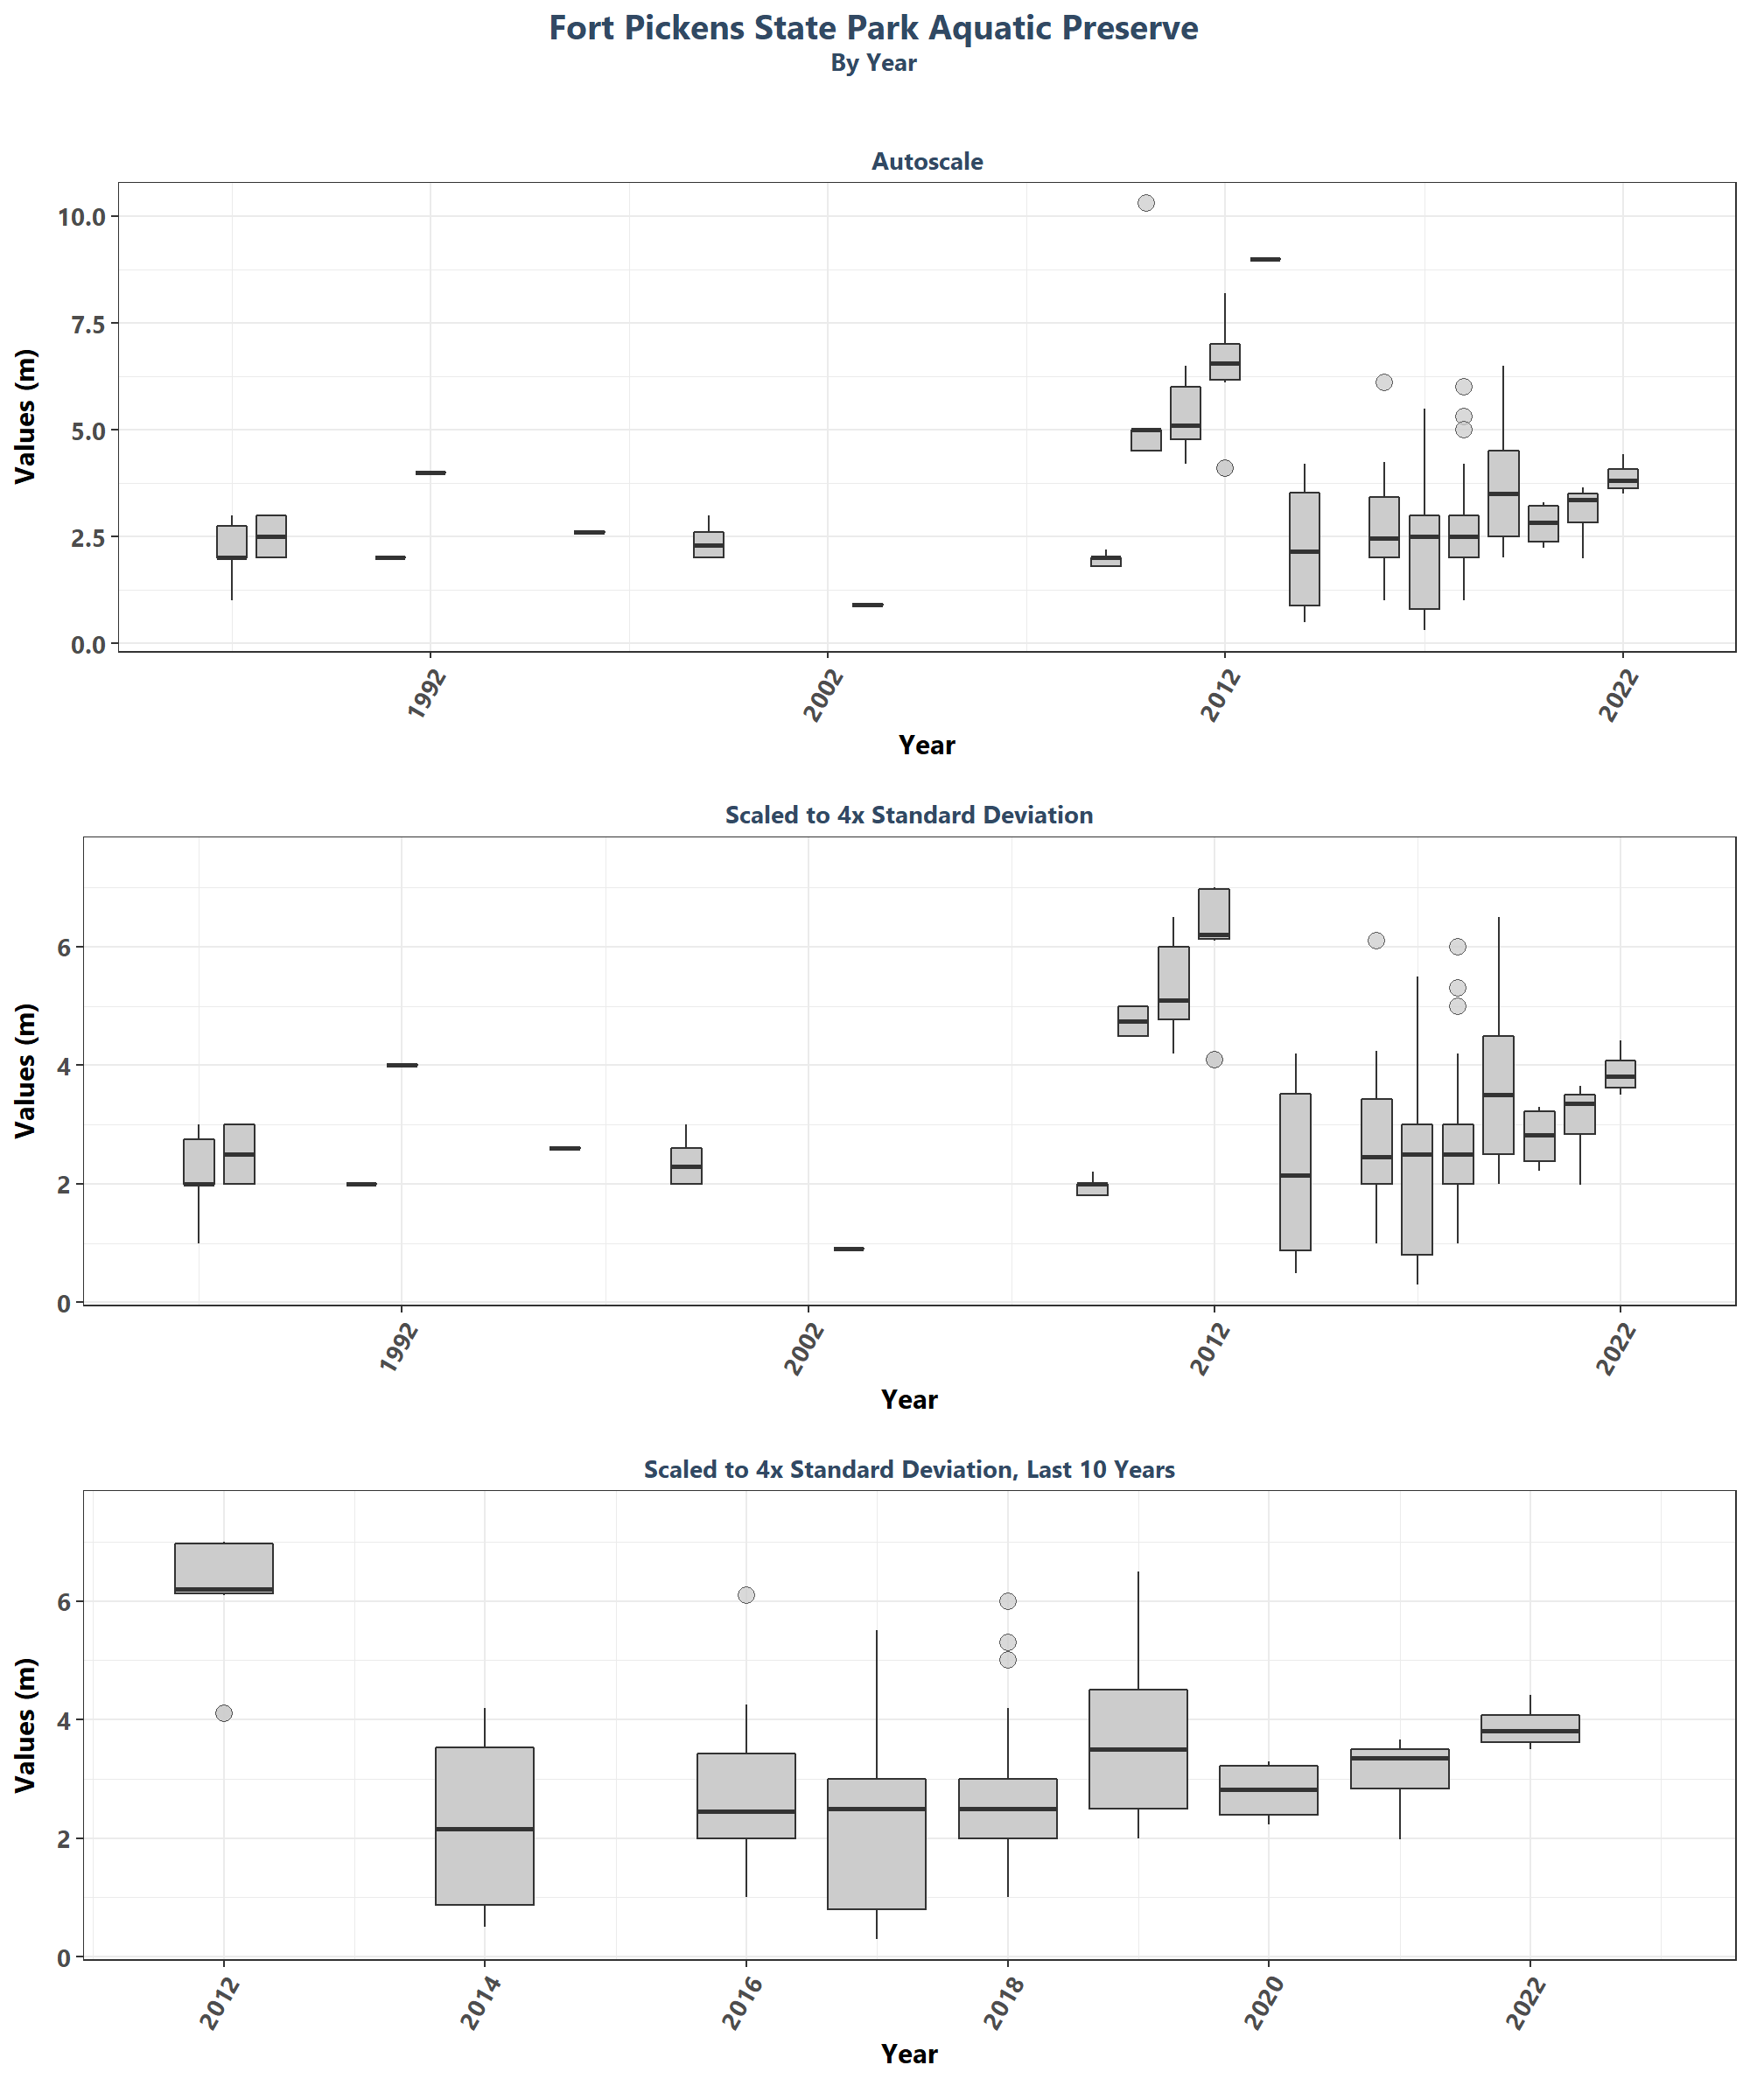 Fort Pickens State Park Aquatic Preserve
By Year
Autoscale
Values (m)
10.0
7.5
5.0
2.5
0.0
1992 2002 2012 2022
Year
Scaled to 4x Standard Deviation
Values (m)
6
4
2
0
1992 2002 2012 2022
Year
Scaled to 4x Standard Deviation, Last 10 Years
Values (m)
6
4
2
0
2012 2014 2016 2018 2020 2022
Year